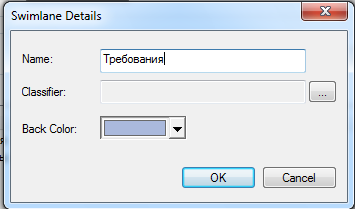 Swimlane Details
Name: Требования
Classifier: ...
Back Color:
OK Cancel